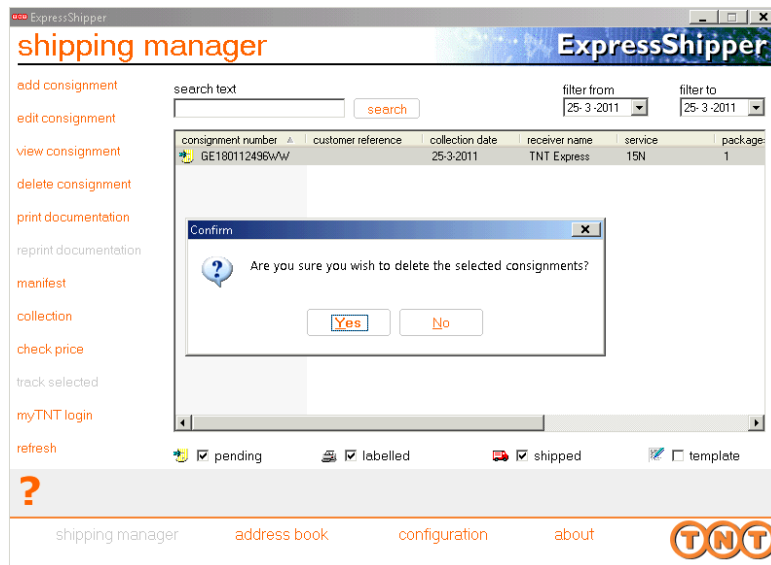 ExpressShipper
shipping manager
ExpressShipper
add consignment
edit consignment
view consignment
delete consignment
print documentation
reprint documentation
manifest
collection
check price
track selected
myTNT login
refresh
search text
search
filter from
25- 3 -2011
filter to
25- 3 -2011
consignment number customer reference collection date receiver name service package
GE180112496WW 25-3-2011 TNT Express 15N 1
Confirm
Are you sure you wish to delete the selected consignments?
Yes No
pending labelled shipped template
?
shipping manager address book configuration about
TNT